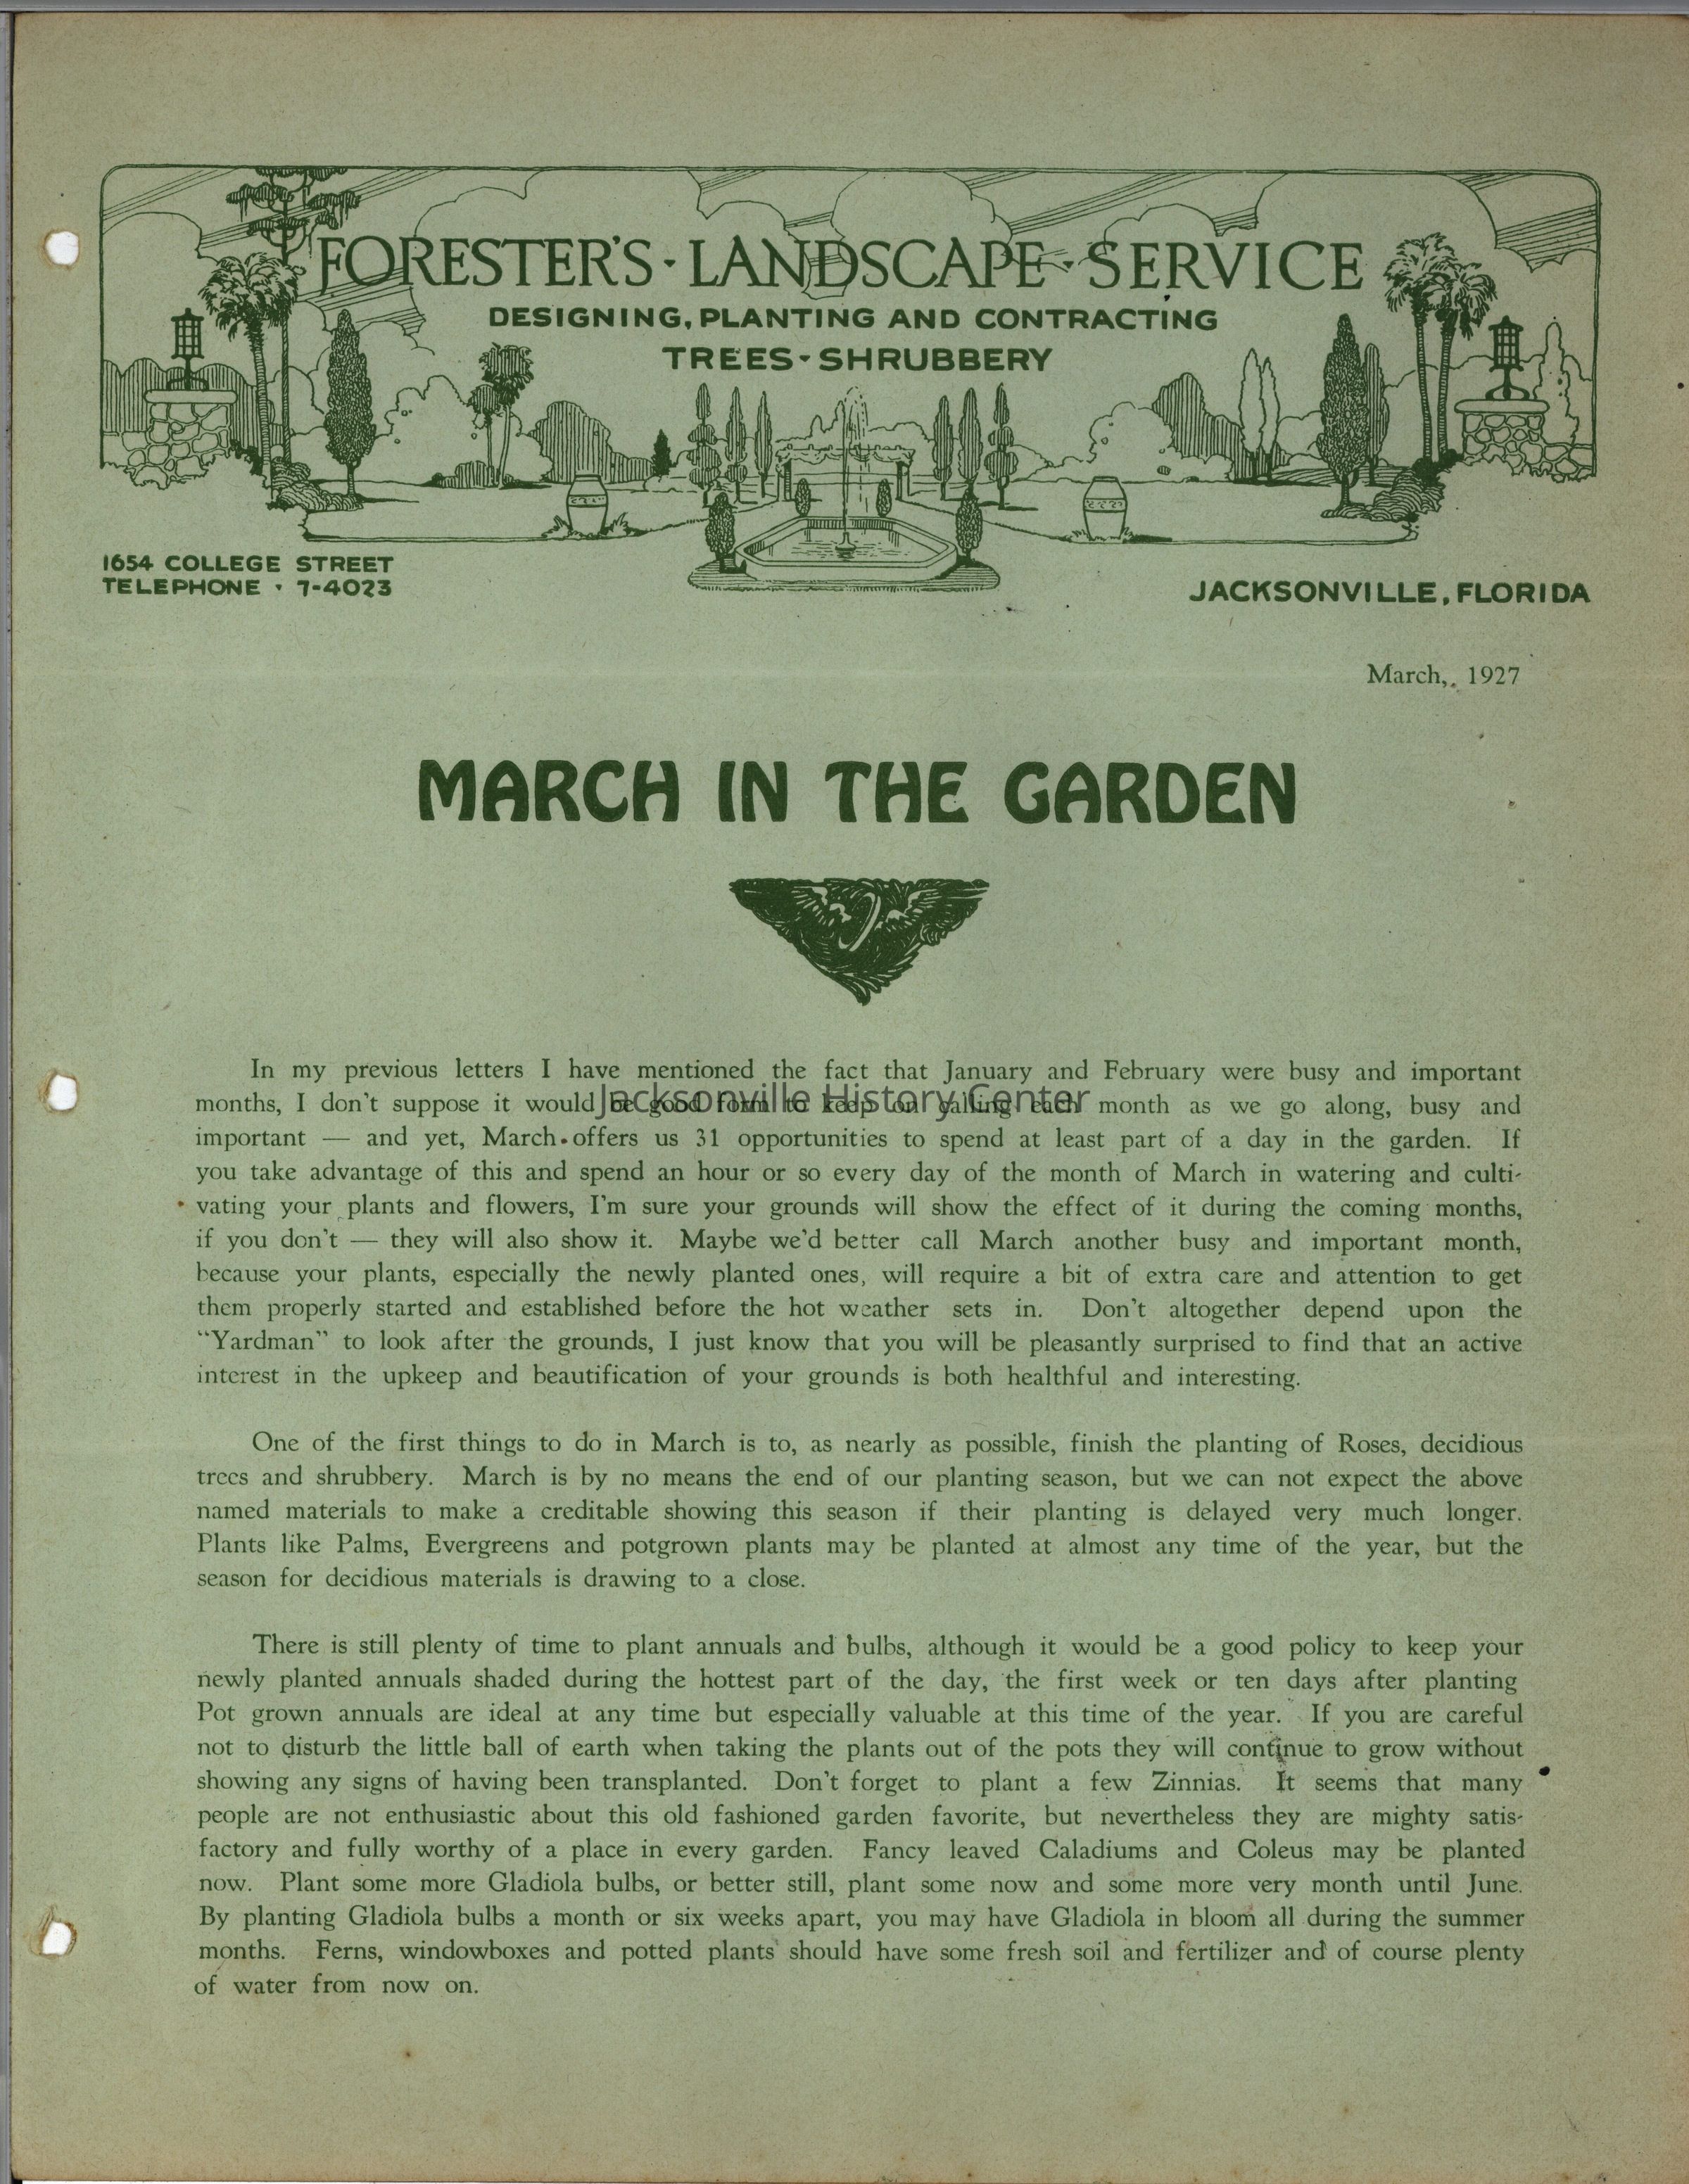 FORESTER'S · LANDSCAPE · SERVICE
DESIGNING, PLANTING AND CONTRACTING
TREES - SHRUBBERY
1654 COLLEGE STREET
TELEPHONE · 7-4023
JACKSONVILLE, FLORIDA
March, 1927
MARCH IN THE GARDEN
In my previous letters I have mentioned the fact that January and February were busy and important
months, I don't suppose it would be good form to keep on calling each month as we go along, busy and
Jacksonville History Center
important — and yet, March offers us 31 opportunities to spend at least part of a day in the garden. If
you take advantage of this and spend an hour or so every day of the month of March in watering and culti-
vating your plants and flowers, I'm sure your grounds will show the effect of it during the coming months,
if you don't — they will also show it. Maybe we'd better call March another busy and important month,
because your plants, especially the newly planted ones, will require a bit of extra care and attention to get
them properly started and established before the hot weather sets in. Don't altogether depend upon the
"Yardman" to look after the grounds, I just know that you will be pleasantly surprised to find that an active
interest in the upkeep and beautification of your grounds is both healthful and interesting.
One of the first things to do in March is to, as nearly as possible, finish the planting of Roses, decidious
trees and shrubbery. March is by no means the end of our planting season, but we can not expect the above
named materials to make a creditable showing this season if their planting is delayed very much longer.
Plants like Palms, Evergreens and potgrown plants may be planted at almost any time of the year, but the
season for decidious materials is drawing to a close.
There is still plenty of time to plant annuals and bulbs, although it would be a good policy to keep your
newly planted annuals shaded during the hottest part of the day, the first week or ten days after planting
Pot grown annuals are ideal at any time but especially valuable at this time of the year. If you are careful
not to disturb the little ball of earth when taking the plants out of the pots they will continue to grow without
showing any signs of having been transplanted. Don't forget to plant a few Zinnias. It seems that many
people are not enthusiastic about this old fashioned garden favorite, but nevertheless they are mighty satis-
factory and fully worthy of a place in every garden. Fancy leaved Caladiums and Coleus may be planted
now. Plant some more Gladiola bulbs, or better still, plant some now and some more very month until June.
By planting Gladiola bulbs a month or six weeks apart, you may have Gladiola in bloom all during the summer
months. Ferns, windowboxes and potted plants should have some fresh soil and fertilizer and of course plenty
of water from now on.